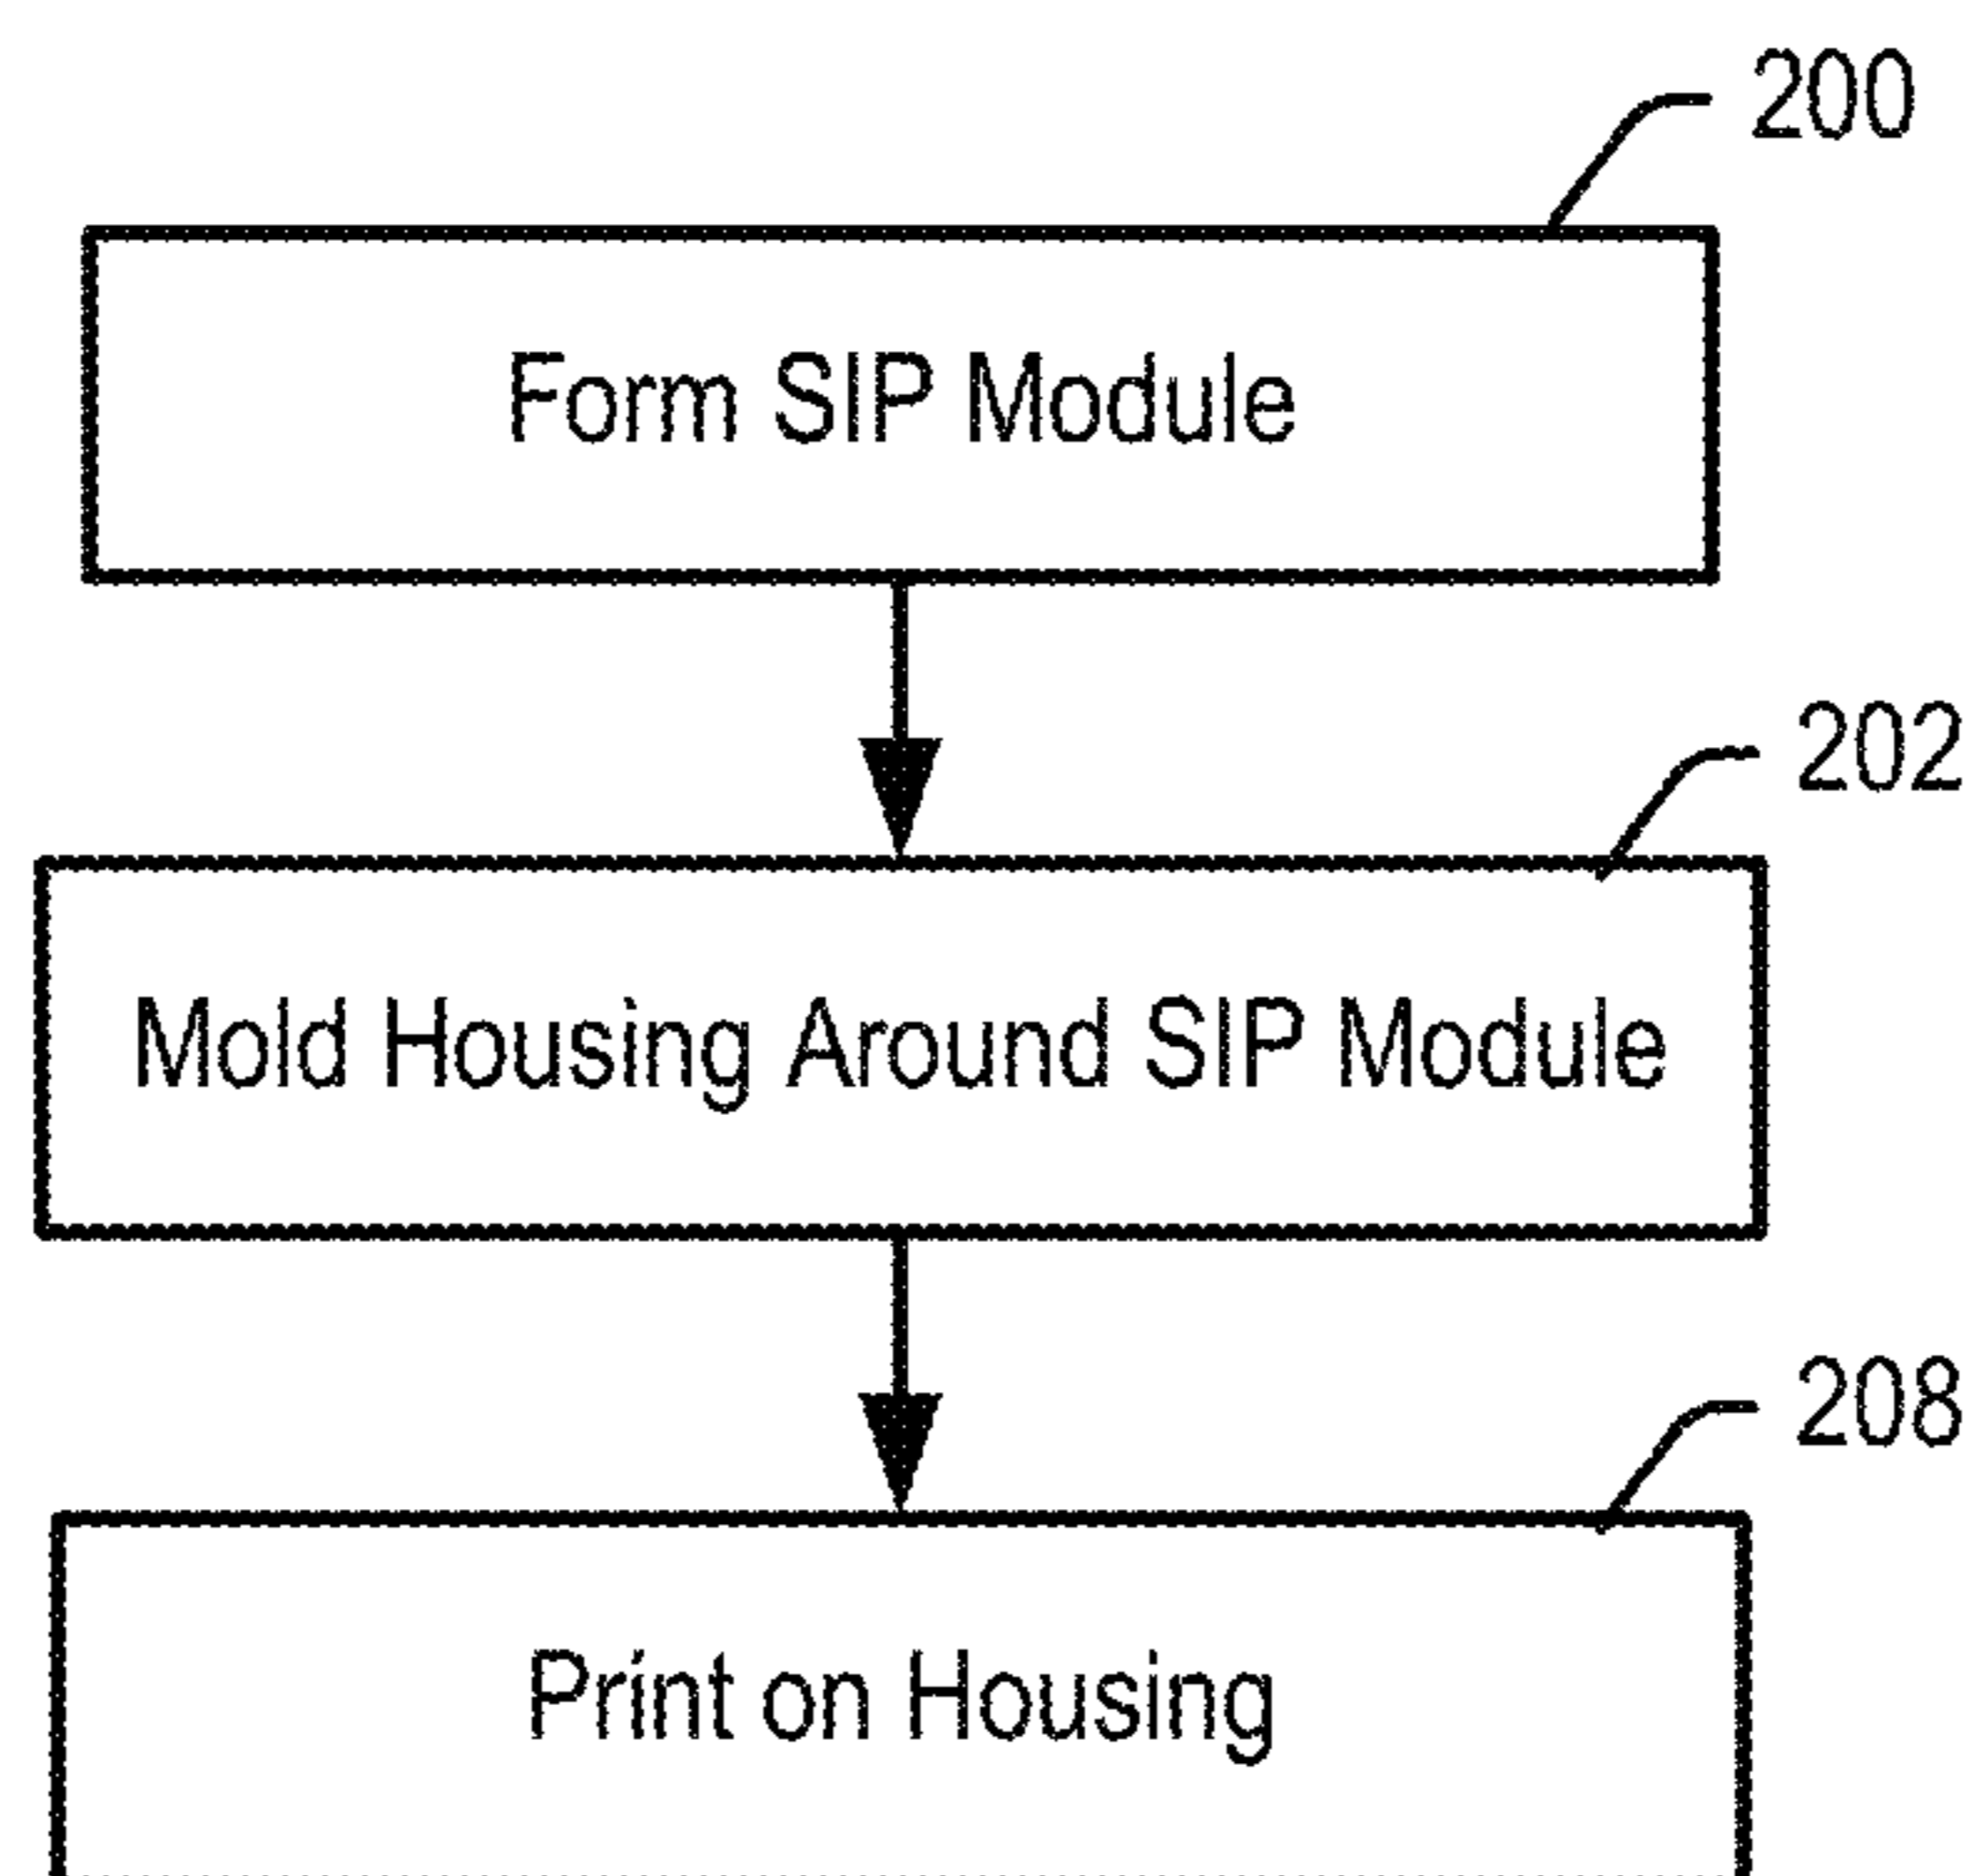 200
Form SIP Module
202
Mold Housing Around SIP Module
208
Print on Housing